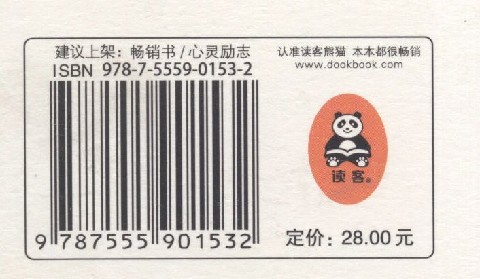 建议上架：畅销书/心灵励志
认准读客熊猫 本本都很畅销
ISBN 978-7-5559-0153-2
www.dookbook.com
读客®
9 787555 901532
定价：28.00元